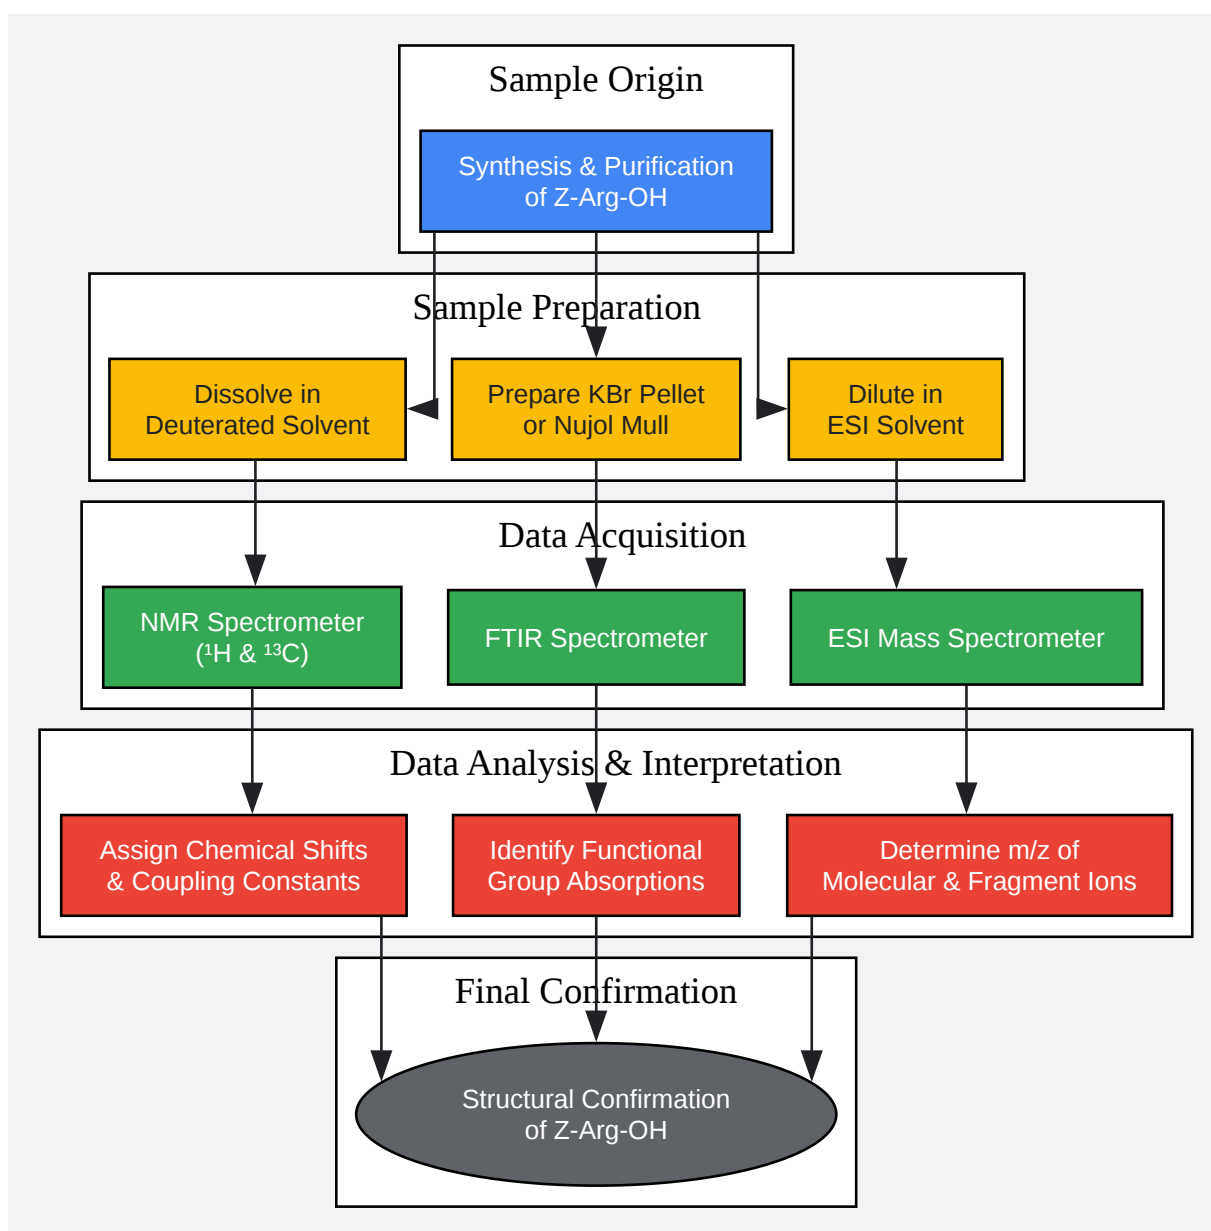 Sample Origin
Synthesis & Purification
of Z-Arg-OH
Sample Preparation
Dissolve in
Deuterated Solvent
Prepare KBr Pellet
or Nujol Mull
Dilute in
ESI Solvent
Data Acquisition
NMR Spectrometer
(¹H & ¹³C)
FTIR Spectrometer
ESI Mass Spectrometer
Data Analysis & Interpretation
Assign Chemical Shifts
& Coupling Constants
Identify Functional
Group Absorptions
Determine m/z of
Molecular & Fragment Ions
Final Confirmation
Structural Confirmation
of Z-Arg-OH